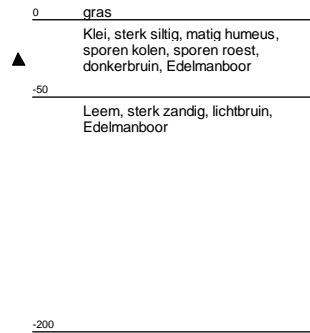 0 gras
Klei, sterk siltig, matig humeus,
sporen kolen, sporen roest,
donkerbruin, Edelmanboor
-50
Leem, sterk zandig, lichtbruin,
Edelmanboor
-200